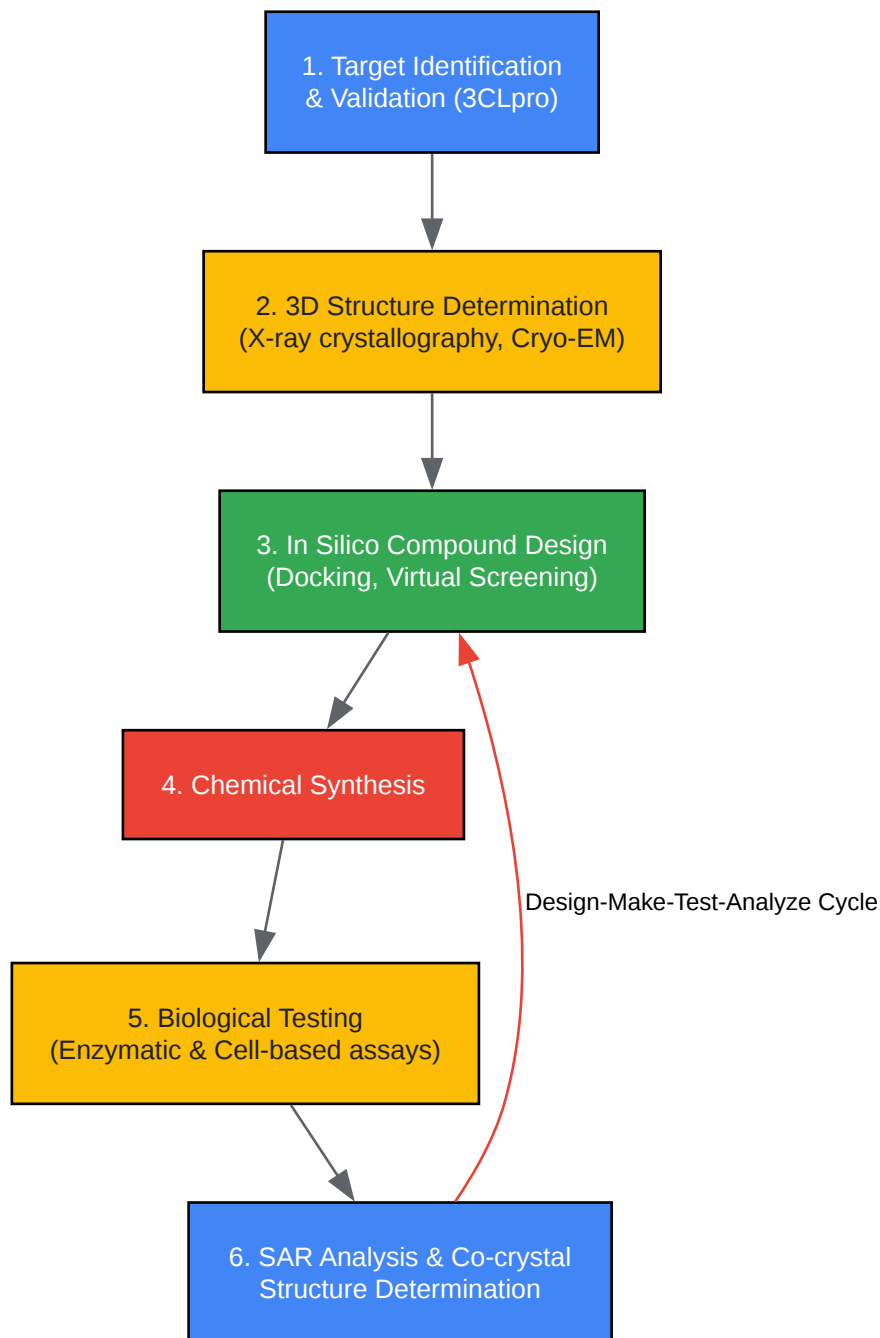 1. Target Identification
& Validation (3CLpro)
2. 3D Structure Determination
(X-ray crystallography, Cryo-EM)
3. In Silico Compound Design
(Docking, Virtual Screening)
4. Chemical Synthesis
Design-Make-Test-Analyze Cycle
5. Biological Testing
(Enzymatic & Cell-based assays)
6. SAR Analysis & Co-crystal
Structure Determination